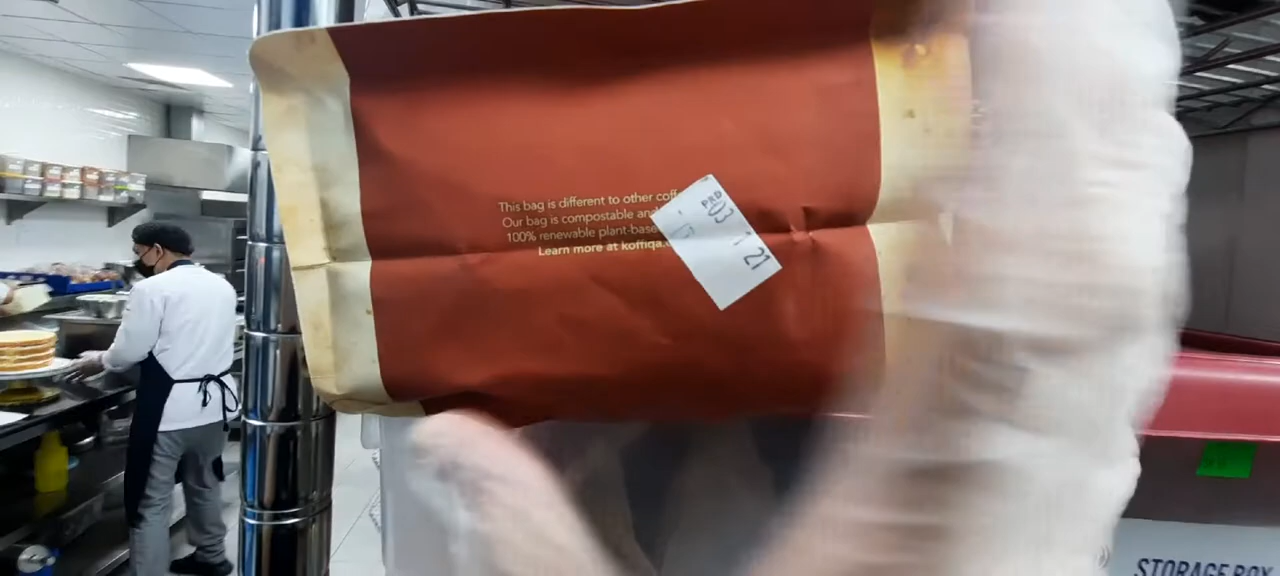 This bag is different to other
Our bag is compostable and
100% renewable plant-base
Learn more at koffiqa.
PRD
03
21
STORAGE BOX